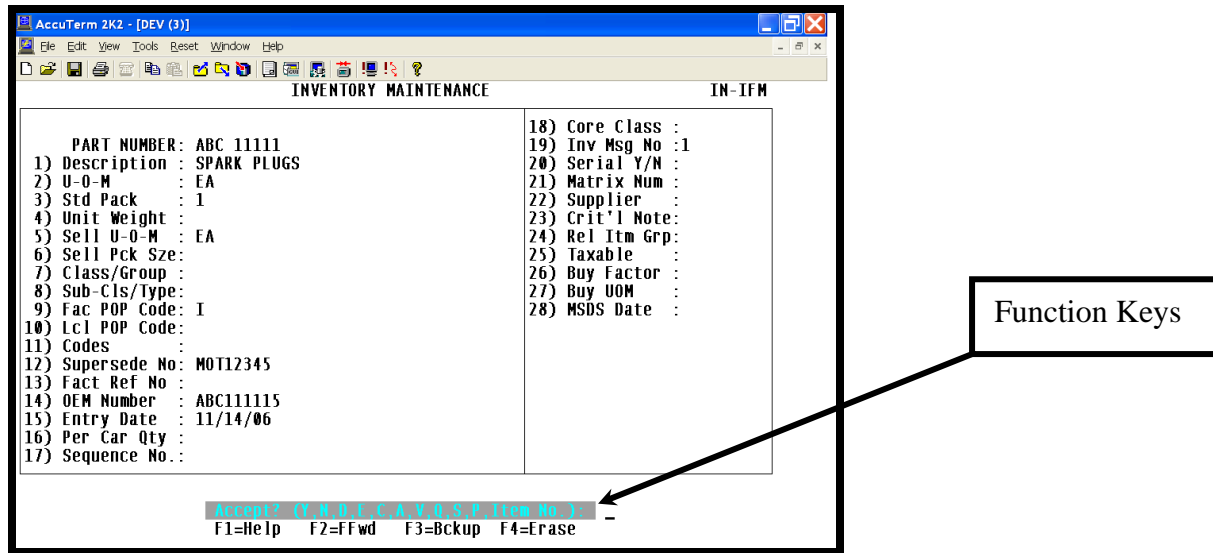 AccuTerm 2K2 - [DEV (3)]
File Edit View Tools Reset Window Help
INVENTORY MAINTENANCE IN-IFM
PART NUMBER: ABC 11111
1) Description : SPARK PLUGS
2) U-O-M : EA
3) Std Pack : 1
4) Unit Weight :
5) Sell U-O-M : EA
6) Sell Pck Sze:
7) Class/Group :
8) Sub-Cls/Type:
9) Fac POP Code: I
10) Lcl POP Code:
11) Codes :
12) Supersede No: MOT12345
13) Fact Ref No :
14) OEM Number : ABC111115
15) Entry Date : 11/14/06
16) Per Car Qty :
17) Sequence No.:
18) Core Class :
19) Inv Msg No :1
20) Serial Y/N :
21) Matrix Num :
22) Supplier :
23) Crit'l Note:
24) Rel Itm Grp:
25) Taxable :
26) Buy Factor :
27) Buy UOM :
28) MSDS Date :
Accept? (Y,N,D,E,C,A,V,Q,S,P,Item No.): _
F1=Help F2=FFwd F3=Bckup F4=Erase
Function Keys